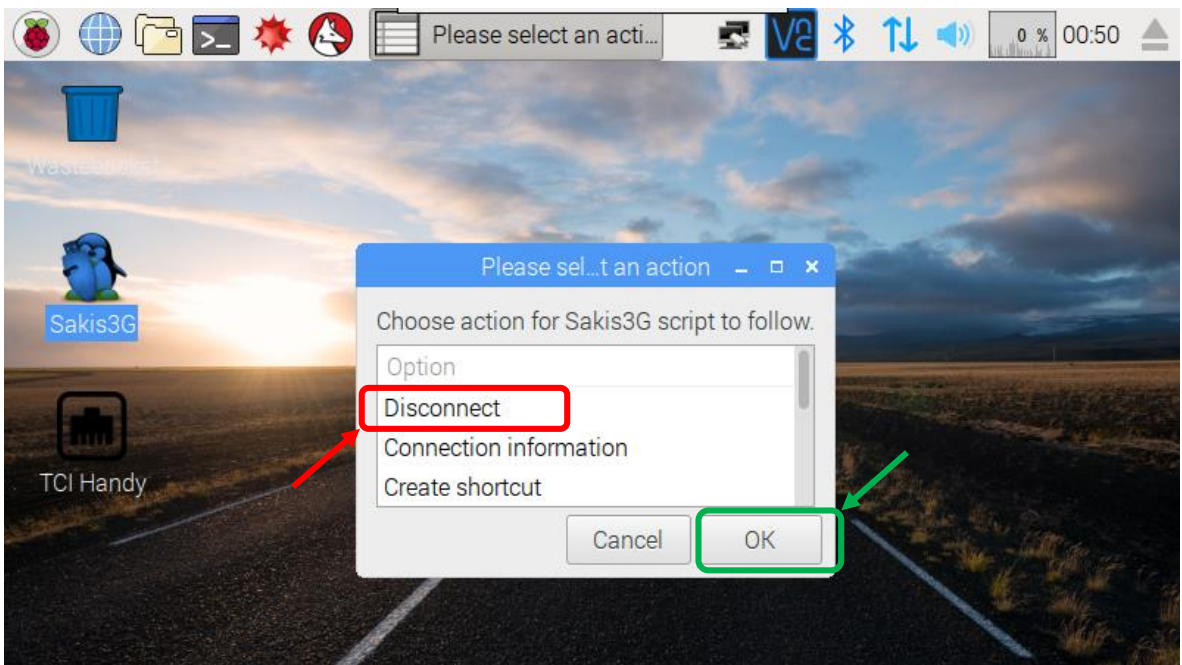 Please select an acti...
0 %
00:50
Wastebasket
Sakis3G
TCI Handy
Please sel...t an action
Choose action for Sakis3G script to follow.
Option
Disconnect
Connection information
Create shortcut
Cancel
OK